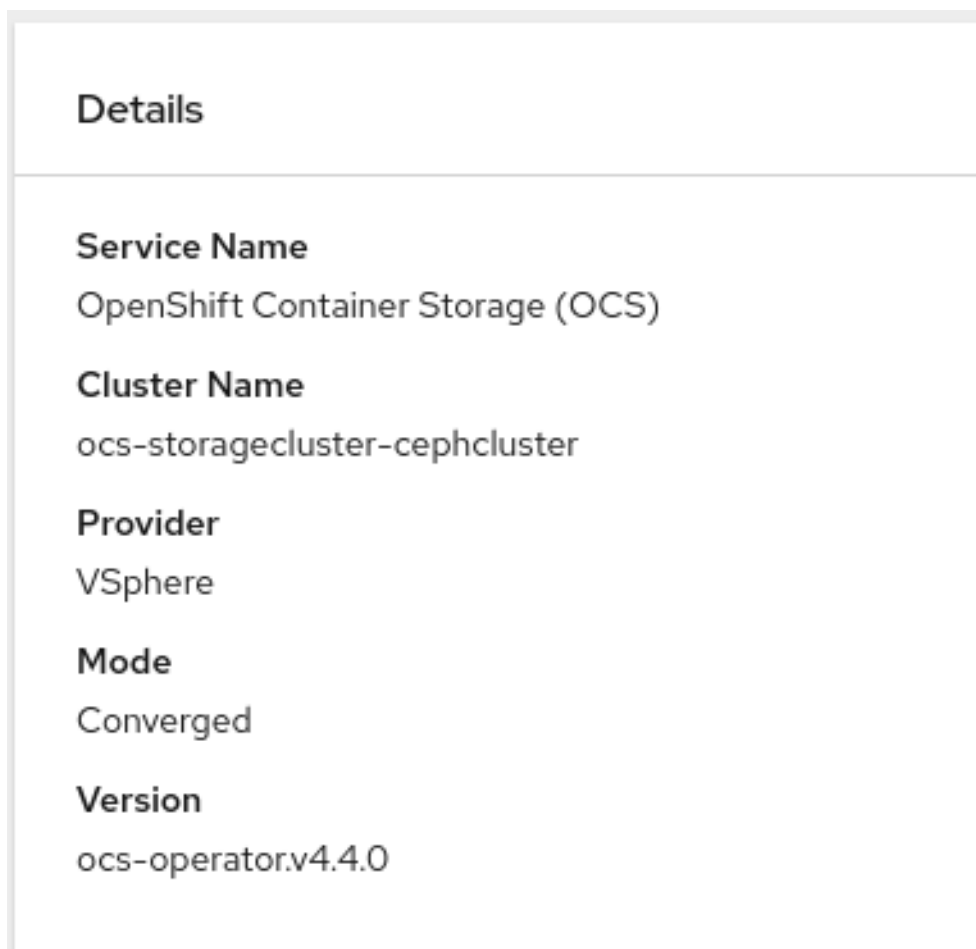 Details
Service Name
OpenShift Container Storage (OCS)
Cluster Name
ocs-storagecluster-cephcluster
Provider
VSphere
Mode
Converged
Version
ocs-operator.v4.4.0